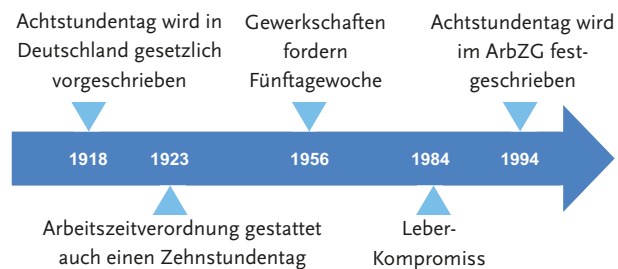 Achtstundentag wird in
Deutschland gesetzlich
vorgeschrieben
Gewerkschaften
fordern
Fünftagewoche
Achtstundentag wird
im ArbZG fest-
geschrieben
1918 1923 1956 1984 1994
Arbeitszeitverordnung gestattet
auch einen Zehnstundentag
Leber-
Kompromiss